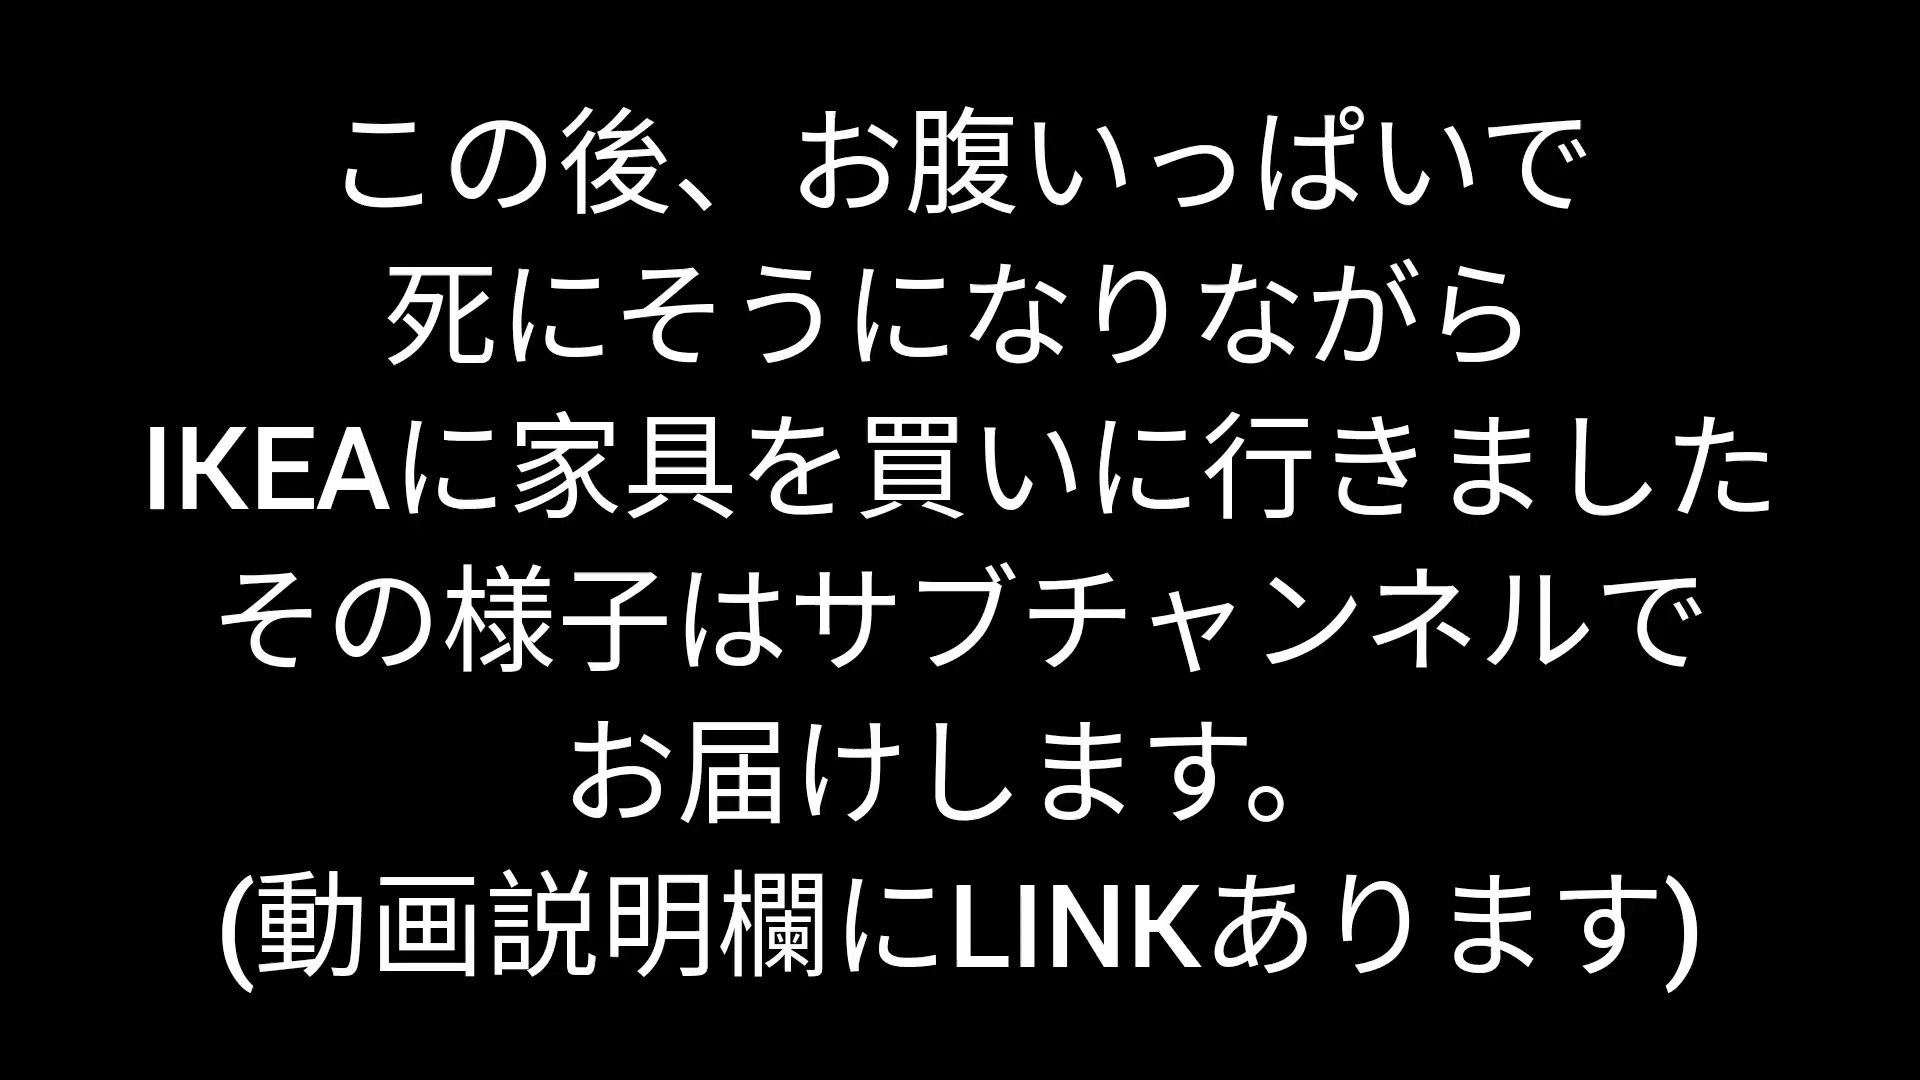 この後、お腹いっぱいで
死にそうになりながら
IKEAに家具を買いに行きました
その様子はサブチャンネルで
お届けします。
(動画説明欄にLINKあります)